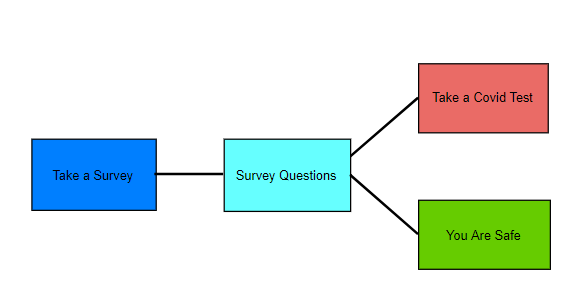 Take a Survey
Survey Questions
Take a Covid Test
You Are Safe